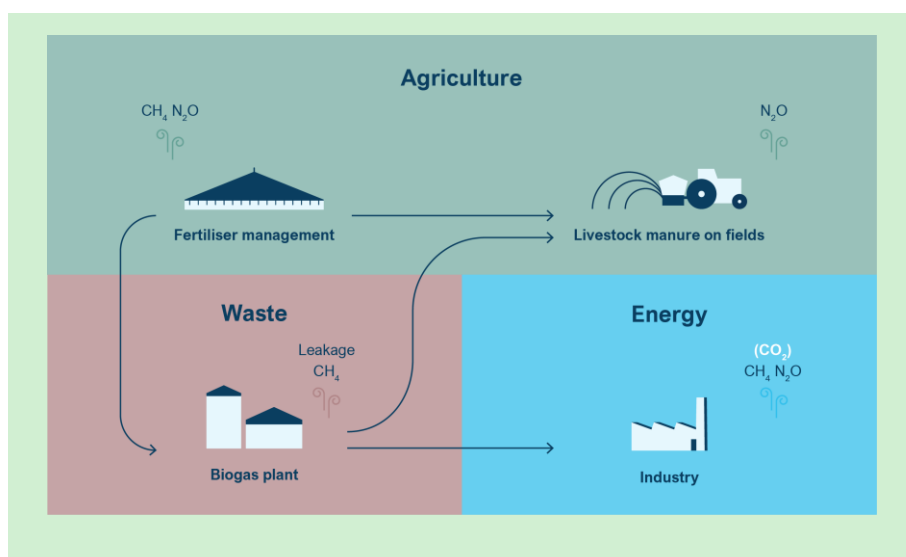 Agriculture
CH₄ N₂O
N₂O
Fertiliser management
Livestock manure on fields
Waste
Energy
Leakage
CH₄
(CO₂)
CH₄ N₂O
Biogas plant
Industry